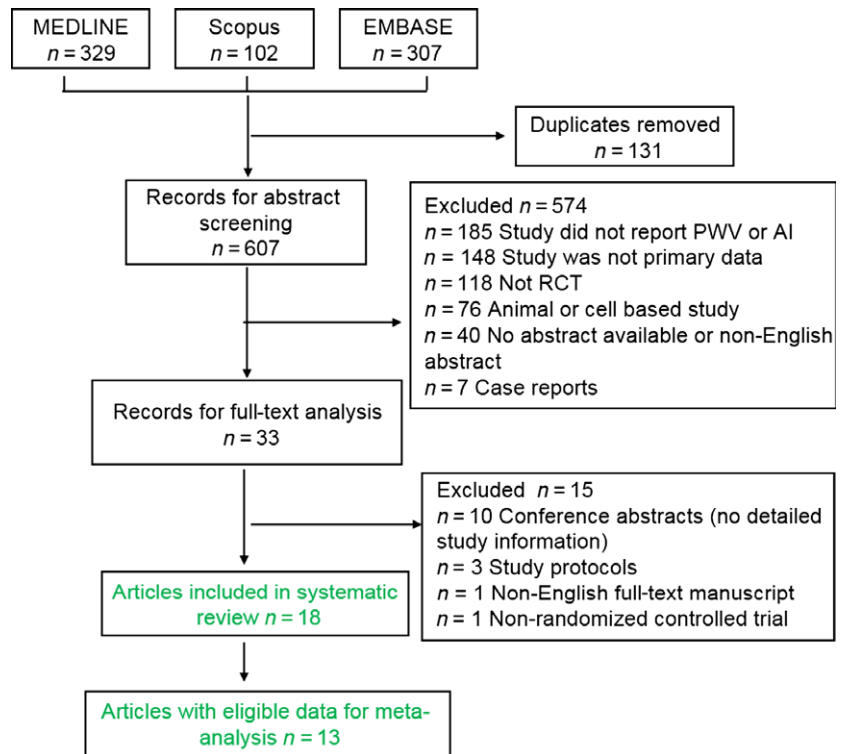 MEDLINE
n = 329
Scopus
n = 102
EMBASE
n = 307
Duplicates removed
n = 131
Records for abstract
screening
n = 607
Excluded n = 574
n = 185 Study did not report PWV or AI
n = 148 Study was not primary data
n = 118 Not RCT
n = 76 Animal or cell based study
n = 40 No abstract available or non-English
abstract
n = 7 Case reports
Records for full-text analysis
n = 33
Excluded n = 15
n = 10 Conference abstracts (no detailed
study information)
n = 3 Study protocols
n = 1 Non-English full-text manuscript
n = 1 Non-randomized controlled trial
Articles included in systematic
review n = 18
Articles with eligible data for meta-
analysis n = 13